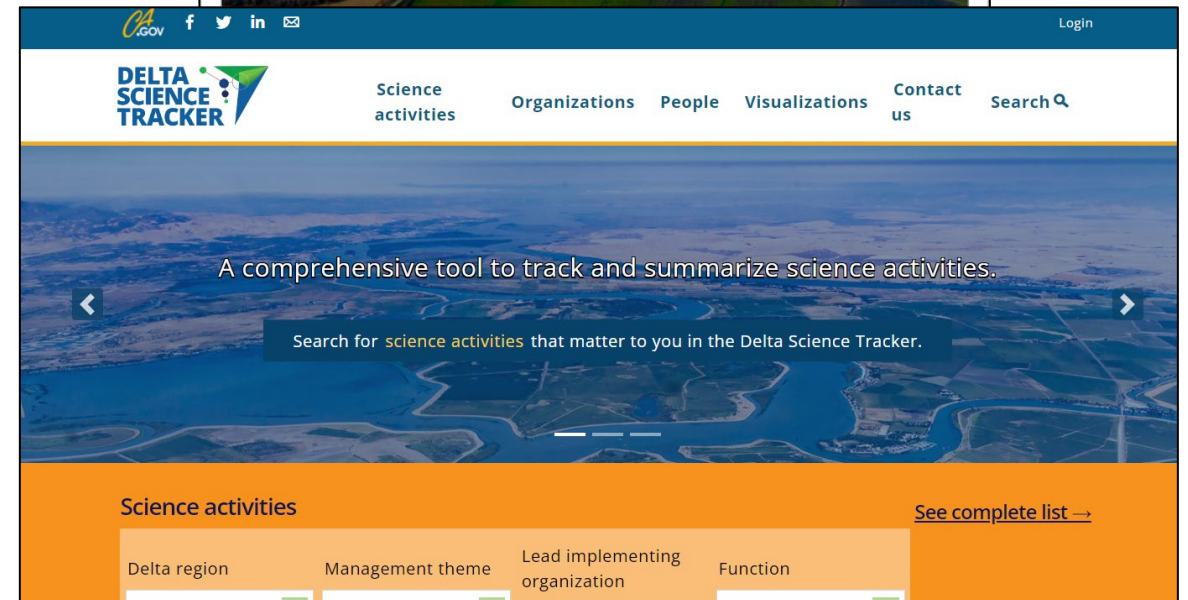 CA.GOV
Login
DELTA
SCIENCE
TRACKER
Science
activities
Organizations
People
Visualizations
Contact
us
Search
A comprehensive tool to track and summarize science activities.
Search for science activities that matter to you in the Delta Science Tracker.
Science activities
See complete list →
Delta region
Management theme
Lead implementing
organization
Function